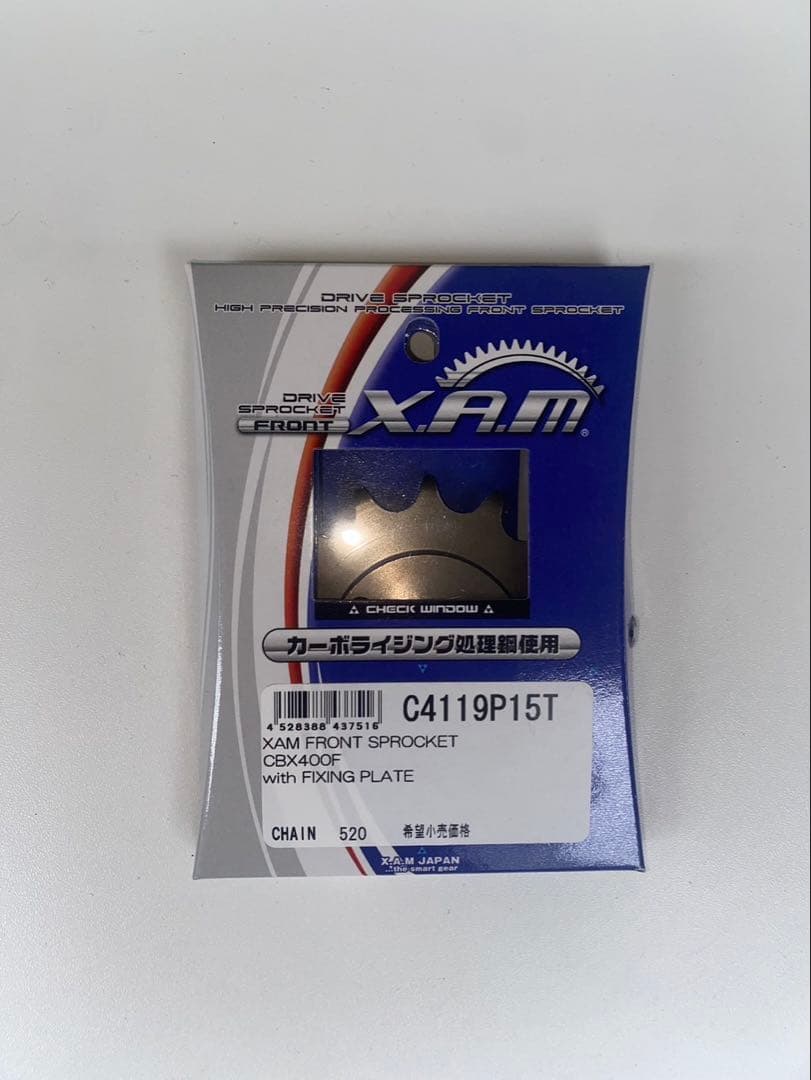 DRIVE SPROCKET
HIGH PRECISION PROCESSING FRONT SPROCKET
DRIVE
SPROCKET
FRONT
X.A.M®
CHECK WINDOW
カーボライジング処理鋼使用
4 528388 437516
C4119P15T
XAM FRONT SPROCKET
CBX400F
with FIXING PLATE
CHAIN 520 希望小売価格
X.A.M JAPAN
...the smart gear